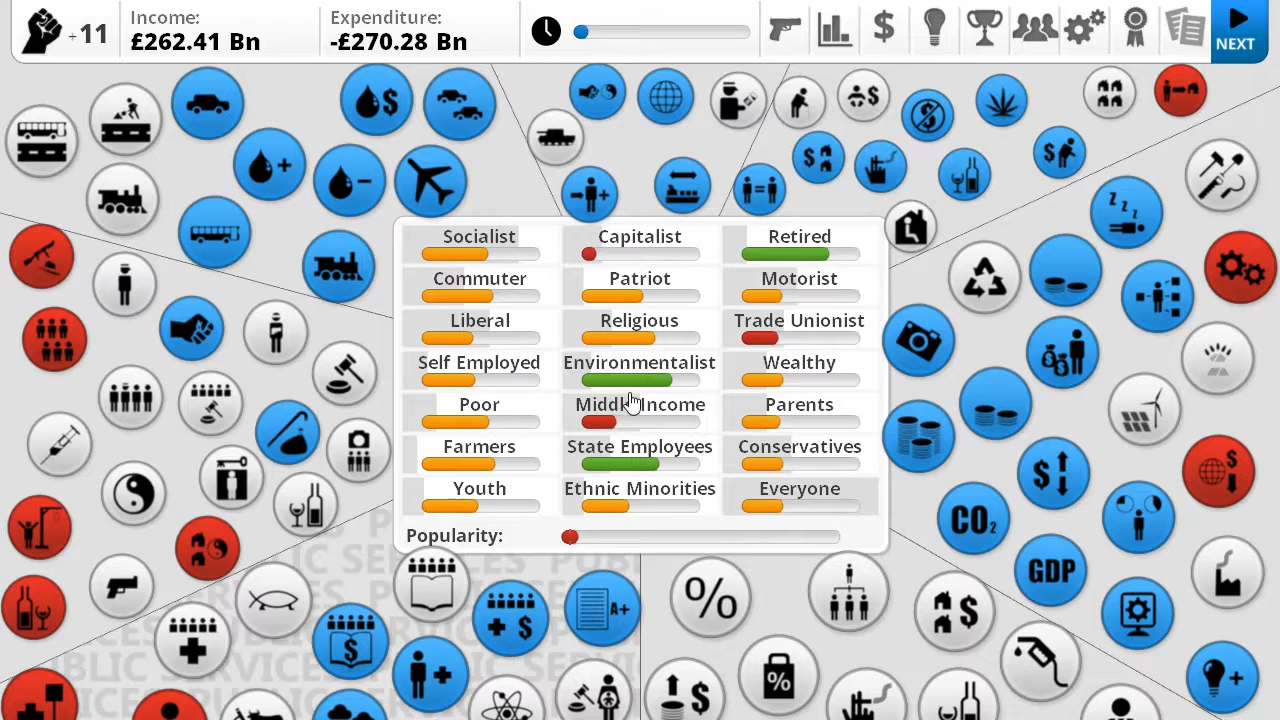 Income:
Expenditure:
+11
£262.41 Bn
-£270.28 Bn
NEXT
Socialist
Capitalist
Retired
Commuter
Patriot
Motorist
Liberal
Religious
Trade Unionist
Self Employed
Environmentalist
Wealthy
Poor
Middle Income
Parents
Farmers
State Employees
Conservatives
Youth
Ethnic Minorities
Everyone
Popularity:
CO₂
GDP
A+
%